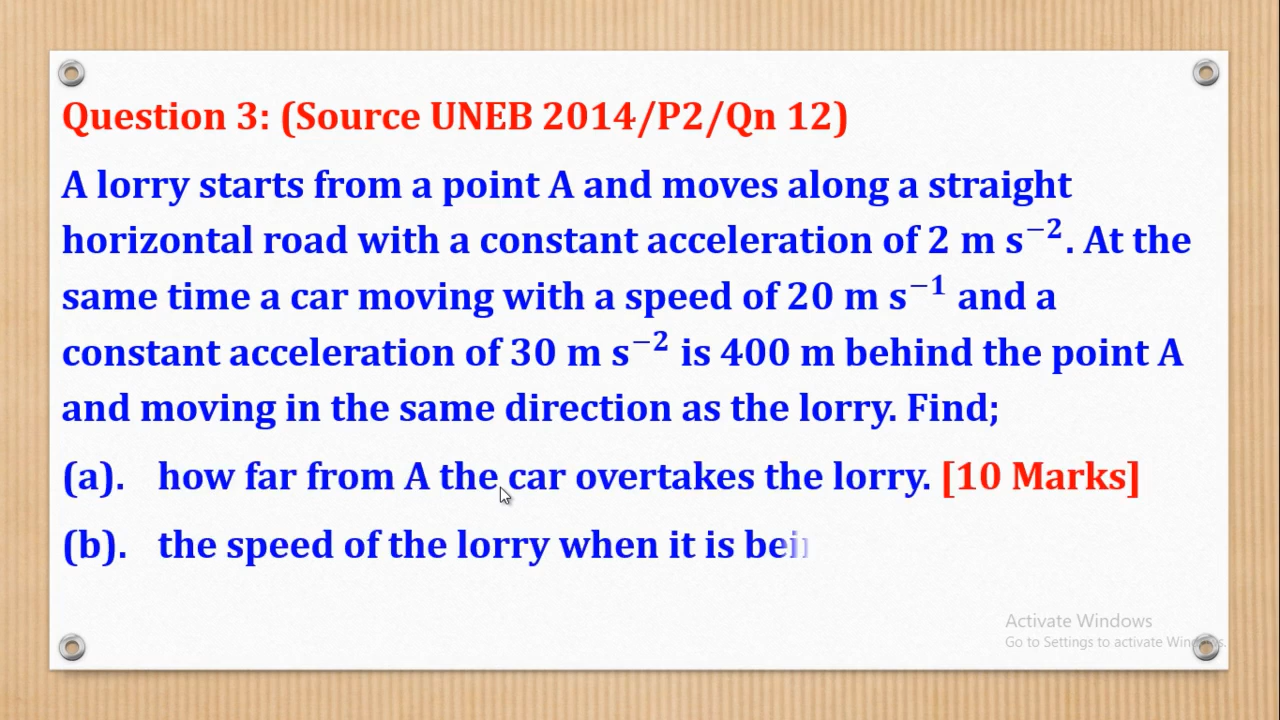 Question 3: (Source UNEB 2014/P2/Qn 12)
A lorry starts from a point A and moves along a straight
horizontal road with a constant acceleration of 2 m s⁻². At the
same time a car moving with a speed of 20 m s⁻¹ and a
constant acceleration of 30 m s⁻² is 400 m behind the point A
and moving in the same direction as the lorry. Find;
(a). how far from A the car overtakes the lorry. [10 Marks]
(b). the speed of the lorry when it is
Activate Windows
Go to Settings to activate Windows.